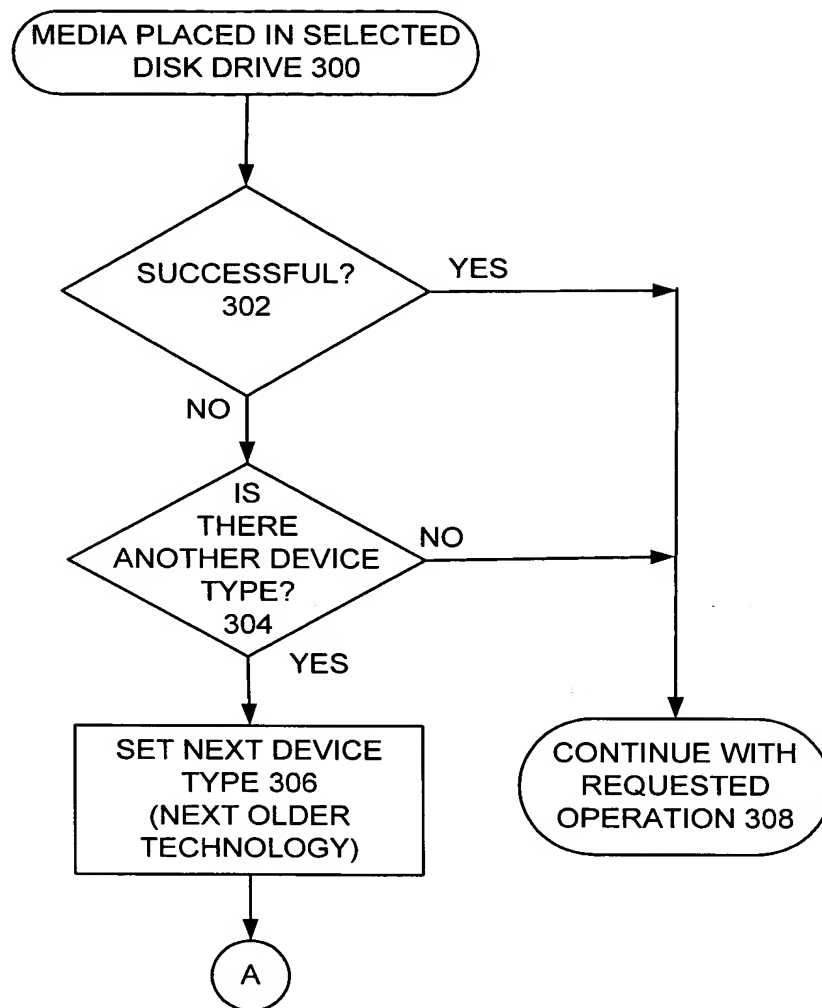 MEDIA PLACED IN SELECTED
DISK DRIVE 300
SUCCESSFUL?
302
YES
NO
IS
THERE
ANOTHER DEVICE
TYPE?
304
NO
YES
SET NEXT DEVICE
TYPE 306
(NEXT OLDER
TECHNOLOGY)
CONTINUE WITH
REQUESTED
OPERATION 308
A